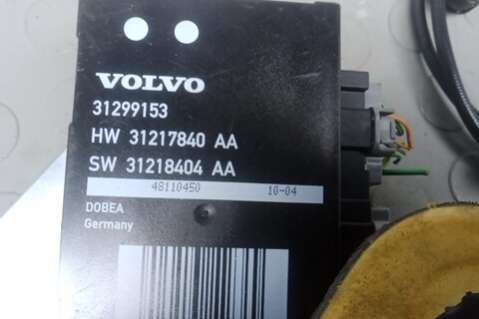 VOLVO
31299153
HW 31217840 AA
SW 31218404 AA
48110450 10-04
DOBEA
Germany